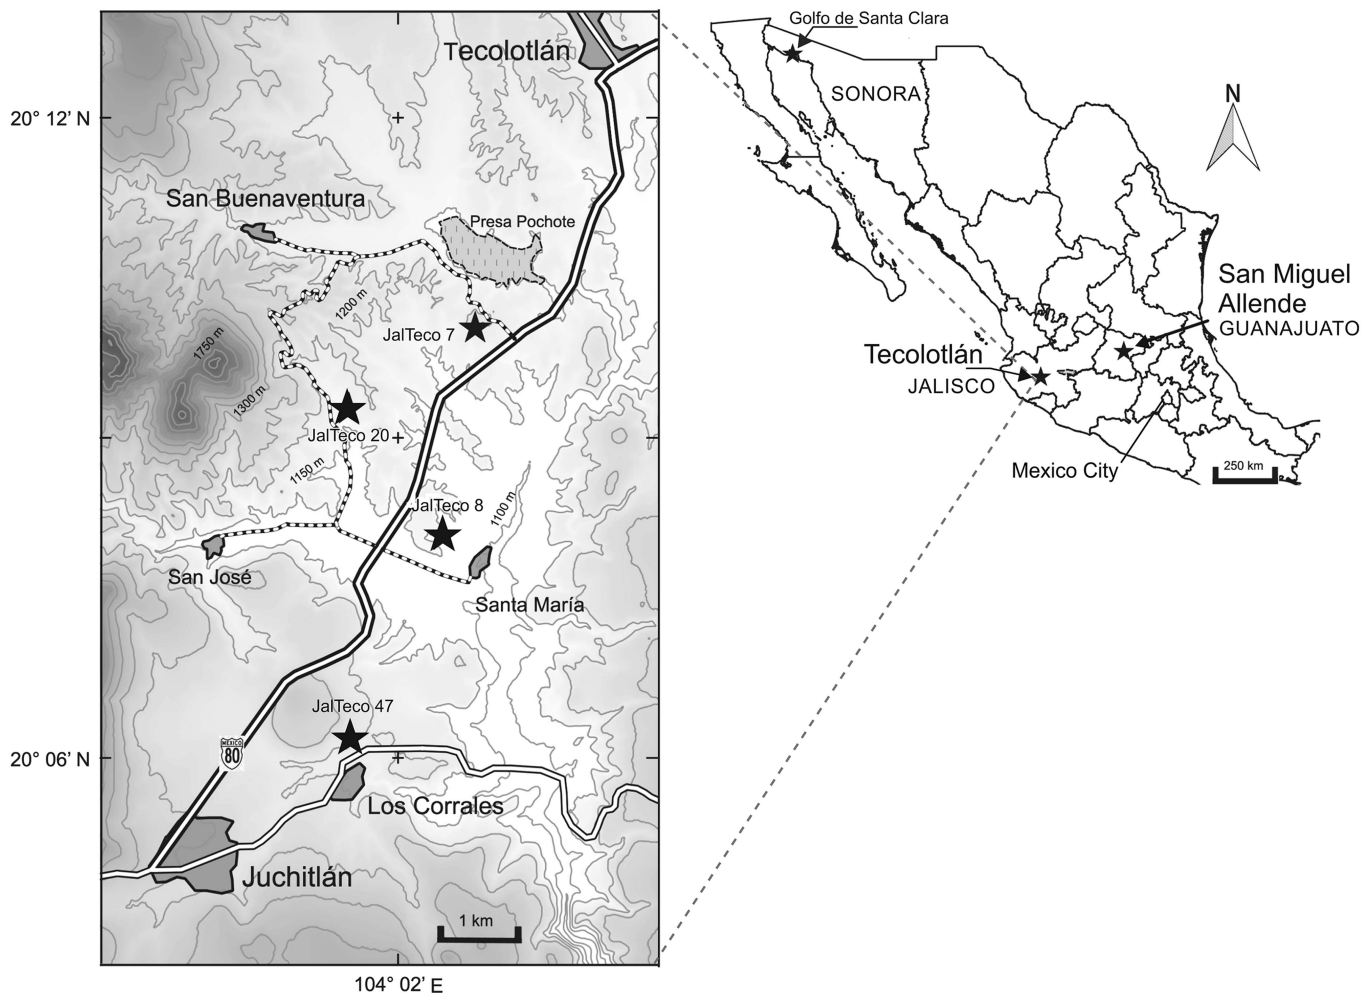 Tecolotlán
20° 12’ N
San Buenaventura
Presa Pochote
1200 m
JalTeco 7
1750 m
1300 m
JalTeco 20
1150 m
JalTeco 8
1100 m
San José
Santa María
JalTeco 47
MEXICO
80
20° 06’ N
Los Corrales
Juchitlán
1 km
104° 02’ E
Golfo de Santa Clara
SONORA
N
San Miguel
Allende
GUANAJUATO
Tecolotlán
JALISCO
Mexico City
250 km